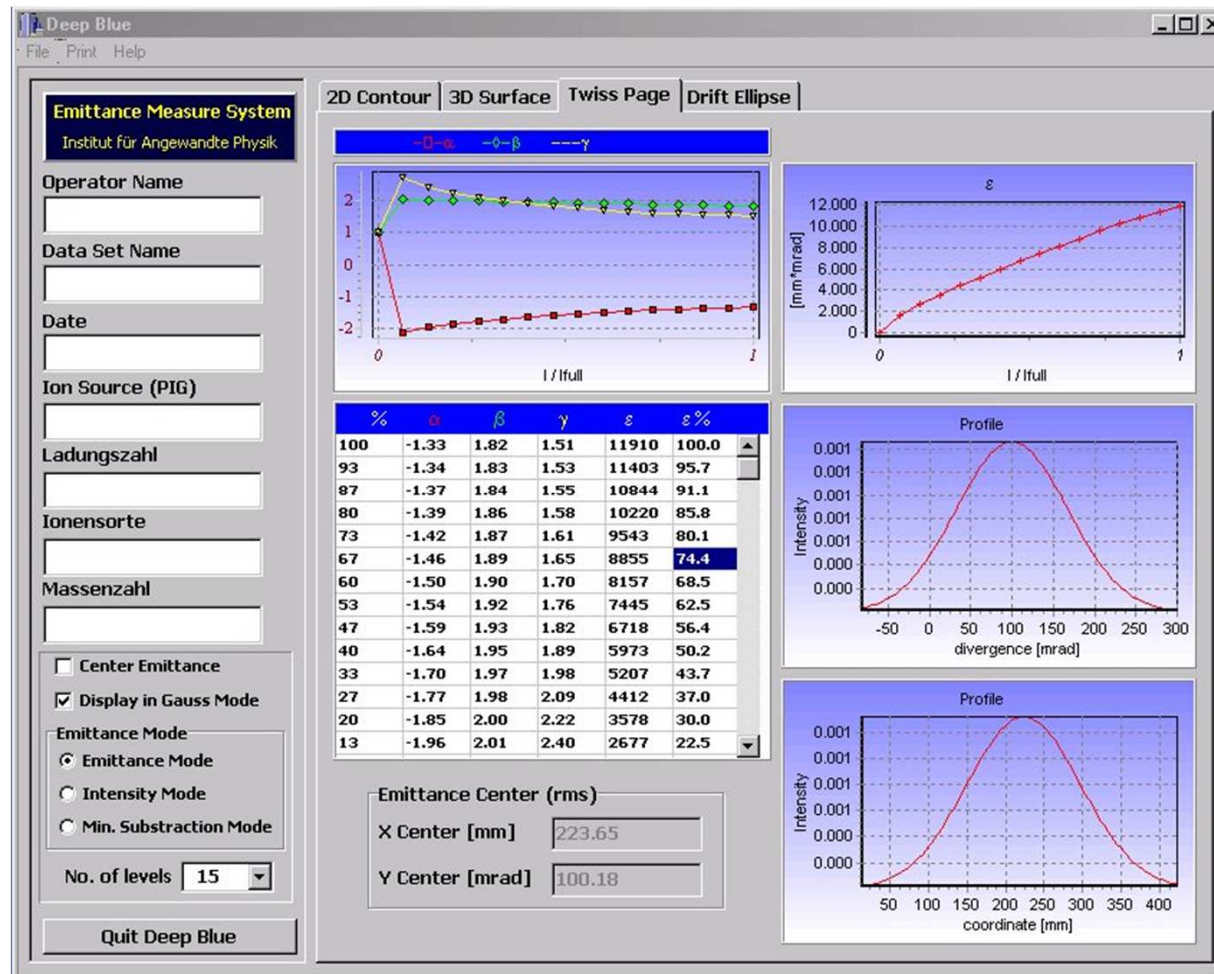 Deep Blue
File Print Help
Emittance Measure System
Institut für Angewandte Physik
Operator Name
Data Set Name
Date
Ion Source (PIG)
Ladungszahl
Ionensorte
Massenzahl
Center Emittance
Display in Gauss Mode
Emittance Mode
Emittance Mode
Intensity Mode
Min. Substraction Mode
No. of levels 15
Quit Deep Blue
2D Contour 3D Surface Twiss Page Drift Ellipse
α β γ
2
1
0
-1
-2
0 1
I / Ifull
ε
[mm*mrad]
12.000
10.000
8.000
6.000
4.000
2.000
0
0 1
I / Ifull
% α β γ ε ε%
100 -1.33 1.82 1.51 11910 100.0
93 -1.34 1.83 1.53 11403 95.7
87 -1.37 1.84 1.55 10844 91.1
80 -1.39 1.86 1.58 10220 85.8
73 -1.42 1.87 1.61 9543 80.1
67 -1.46 1.89 1.65 8855 74.4
60 -1.50 1.90 1.70 8157 68.5
53 -1.54 1.92 1.76 7445 62.5
47 -1.59 1.93 1.82 6718 56.4
40 -1.64 1.95 1.89 5973 50.2
33 -1.70 1.97 1.98 5207 43.7
27 -1.77 1.98 2.09 4412 37.0
20 -1.85 2.00 2.22 3578 30.0
13 -1.96 2.01 2.40 2677 22.5
Emittance Center (rms)
X Center [mm] 223.65
Y Center [mrad] 100.18
Profile
Intensity
0.001
0.001
0.001
0.001
0.001
0.000
0.000
-50 0 50 100 150 200 250 300
divergence [mrad]
Profile
Intensity
0.001
0.001
0.001
0.001
0.000
0.000
50 100 150 200 250 300 350 400
coordinate [mm]